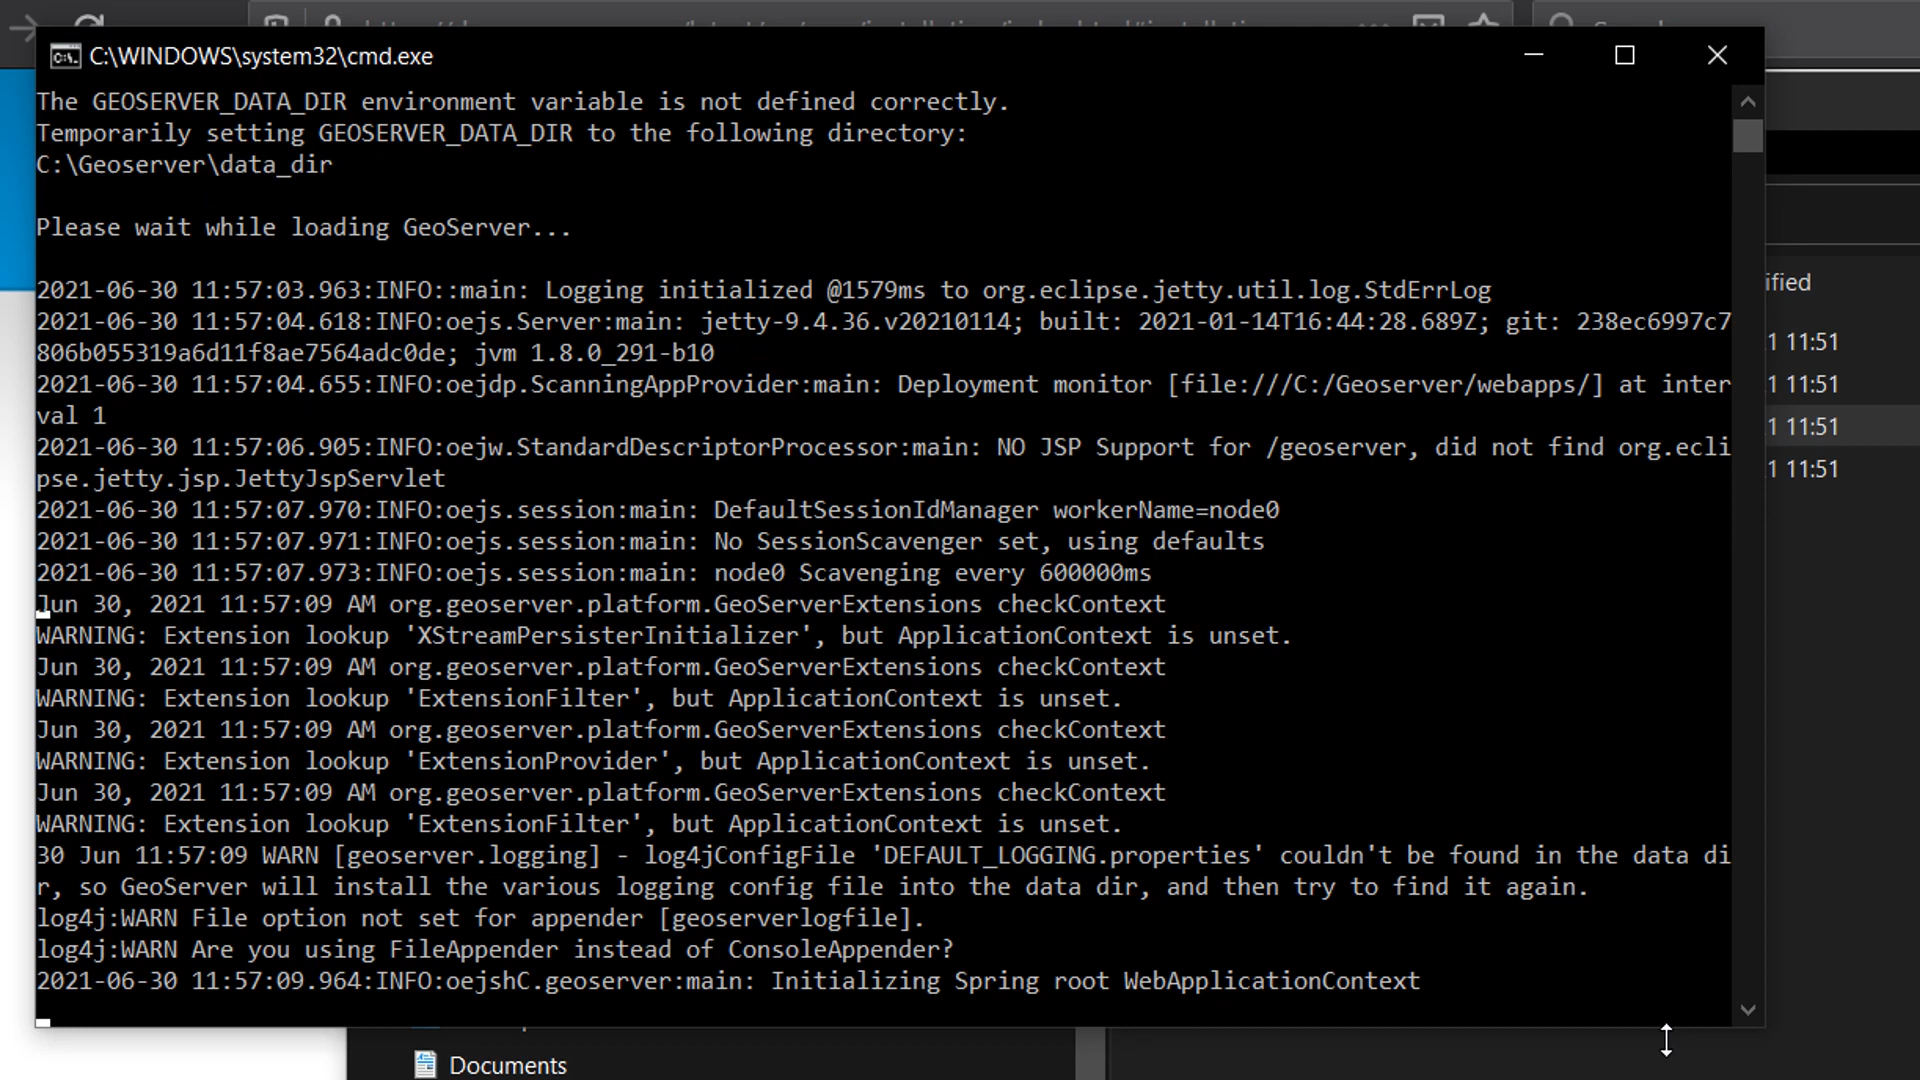 C:\WINDOWS\system32\cmd.exe
The GEOSERVER_DATA_DIR environment variable is not defined correctly.
Temporarily setting GEOSERVER_DATA_DIR to the following directory:
C:\Geoserver\data_dir
Please wait while loading GeoServer...
2021-06-30 11:57:03.963:INFO::main: Logging initialized @1579ms to org.eclipse.jetty.util.log.StdErrLog
2021-06-30 11:57:04.618:INFO:oejs.Server:main: jetty-9.4.36.v20210114; built: 2021-01-14T16:44:28.689Z; git: 238ec6997c7
806b055319a6d11f8ae7564adc0de; jvm 1.8.0_291-b10
2021-06-30 11:57:04.655:INFO:oejdp.ScanningAppProvider:main: Deployment monitor [file:///C:/Geoserver/webapps/] at inter
val 1
2021-06-30 11:57:06.905:INFO:oejw.StandardDescriptorProcessor:main: NO JSP Support for /geoserver, did not find org.ecli
pse.jetty.jsp.JettyJspServlet
2021-06-30 11:57:07.970:INFO:oejs.session:main: DefaultSessionIdManager workerName=node0
2021-06-30 11:57:07.971:INFO:oejs.session:main: No SessionScavenger set, using defaults
2021-06-30 11:57:07.973:INFO:oejs.session:main: node0 Scavenging every 600000ms
Jun 30, 2021 11:57:09 AM org.geoserver.platform.GeoServerExtensions checkContext
WARNING: Extension lookup 'XStreamPersisterInitializer', but ApplicationContext is unset.
Jun 30, 2021 11:57:09 AM org.geoserver.platform.GeoServerExtensions checkContext
WARNING: Extension lookup 'ExtensionFilter', but ApplicationContext is unset.
Jun 30, 2021 11:57:09 AM org.geoserver.platform.GeoServerExtensions checkContext
WARNING: Extension lookup 'ExtensionProvider', but ApplicationContext is unset.
Jun 30, 2021 11:57:09 AM org.geoserver.platform.GeoServerExtensions checkContext
WARNING: Extension lookup 'ExtensionFilter', but ApplicationContext is unset.
30 Jun 11:57:09 WARN [geoserver.logging] - log4jConfigFile 'DEFAULT_LOGGING.properties' couldn't be found in the data di
r, so GeoServer will install the various logging config file into the data dir, and then try to find it again.
log4j:WARN File option not set for appender [geoserverlogfile].
log4j:WARN Are you using FileAppender instead of ConsoleAppender?
2021-06-30 11:57:09.964:INFO:oejshC.geoserver:main: Initializing Spring root WebApplicationContext
ified
1 11:51
1 11:51
1 11:51
1 11:51
Documents